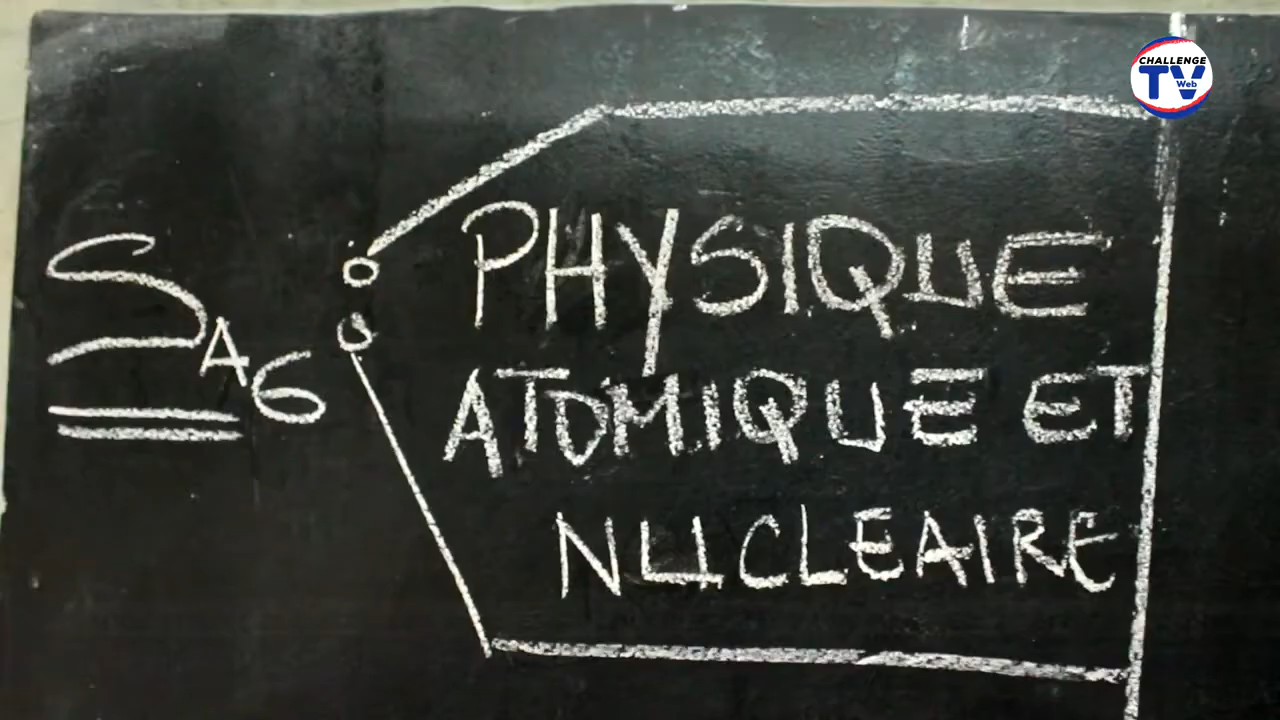 CHALLENGE
TV
Web
SA6 : PHYSIQUE
ATOMIQUE ET
NUCLEAIRE